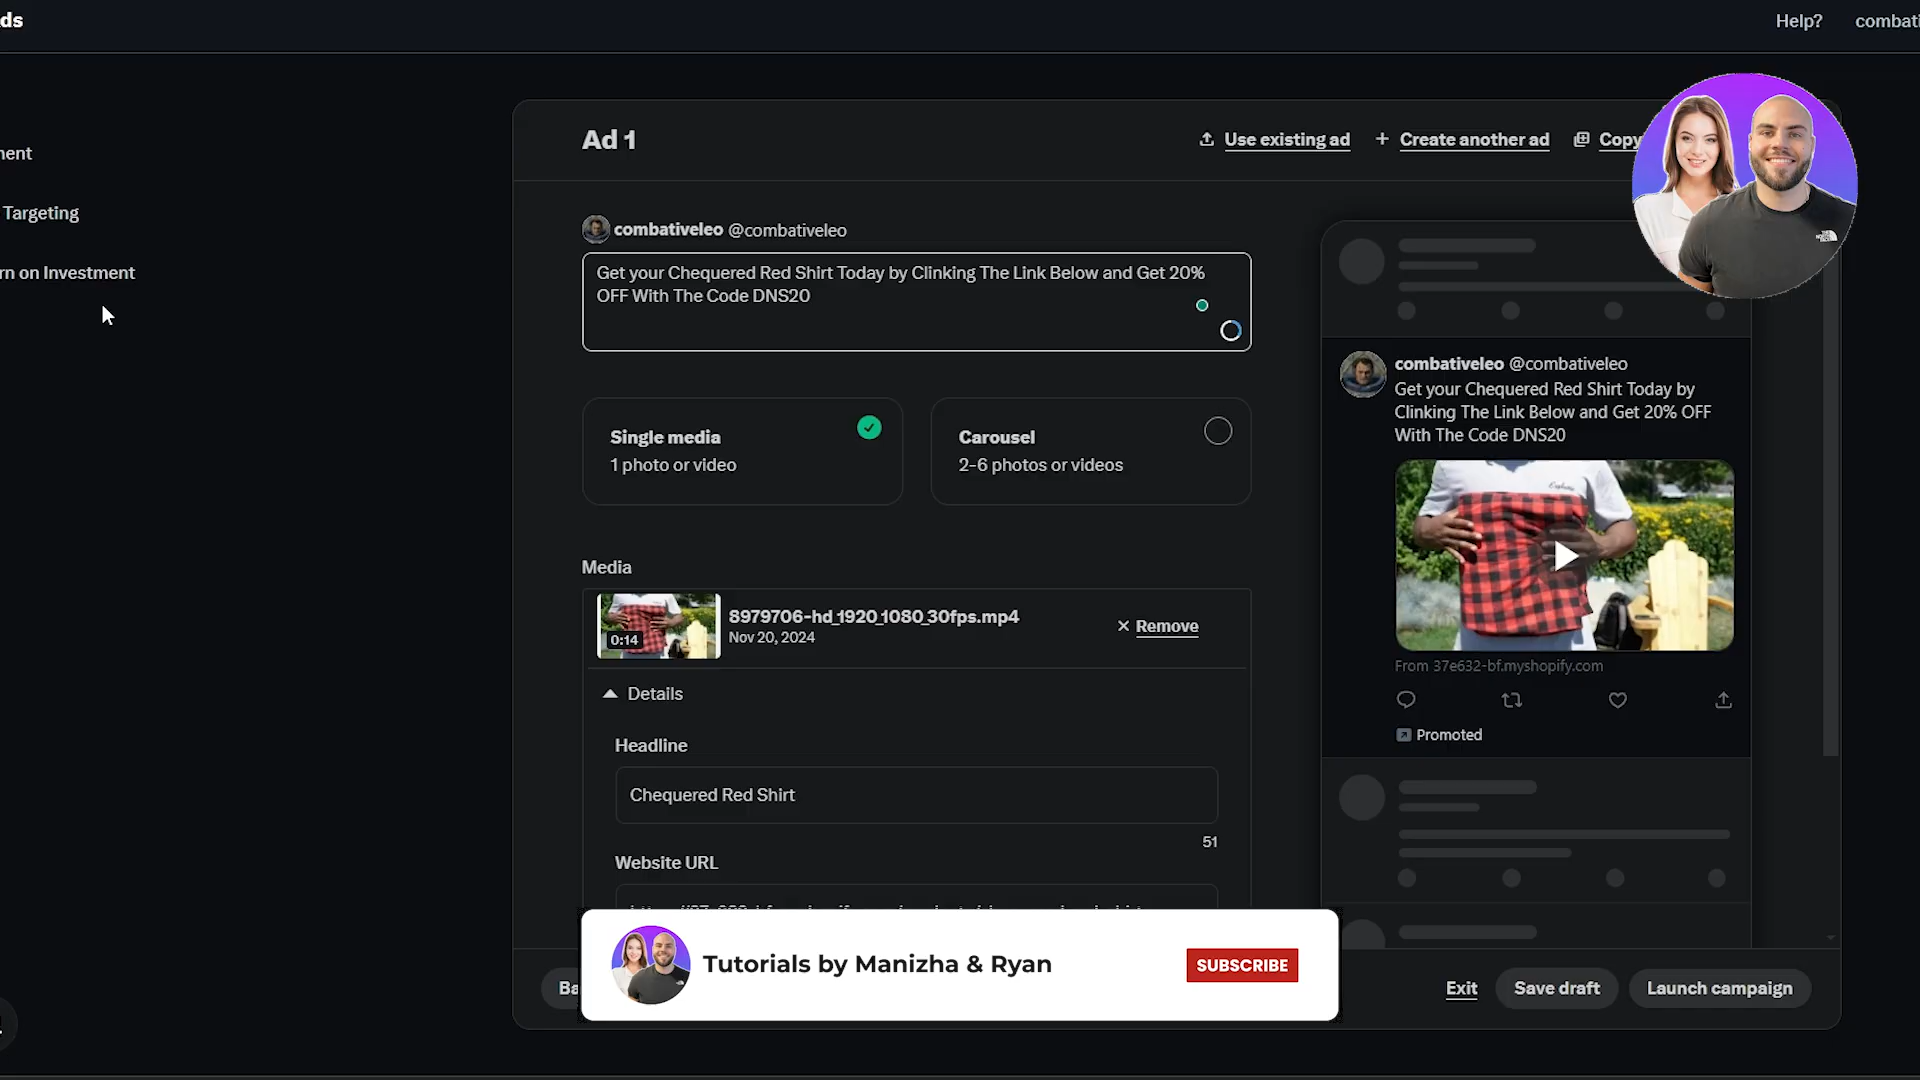 ds
Help?
combati
nent
Targeting
rn on Investment
Ad 1
Use existing ad
Create another ad
Copy
combativeleo @combativeleo
Get your Chequered Red Shirt Today by Clinking The Link Below and Get 20%
OFF With The Code DNS20
Single media
1 photo or video
Carousel
2-6 photos or videos
Media
0:14
8979706-hd_1920_1080_30fps.mp4
Nov 20, 2024
Remove
Details
Headline
Chequered Red Shirt
51
Website URL
combativeleo @combativeleo
Get your Chequered Red Shirt Today by
Clinking The Link Below and Get 20% OFF
With The Code DNS20
From 37e632-bf.myshopify.com
Promoted
Ba
Tutorials by Manizha & Ryan
SUBSCRIBE
Exit
Save draft
Launch campaign